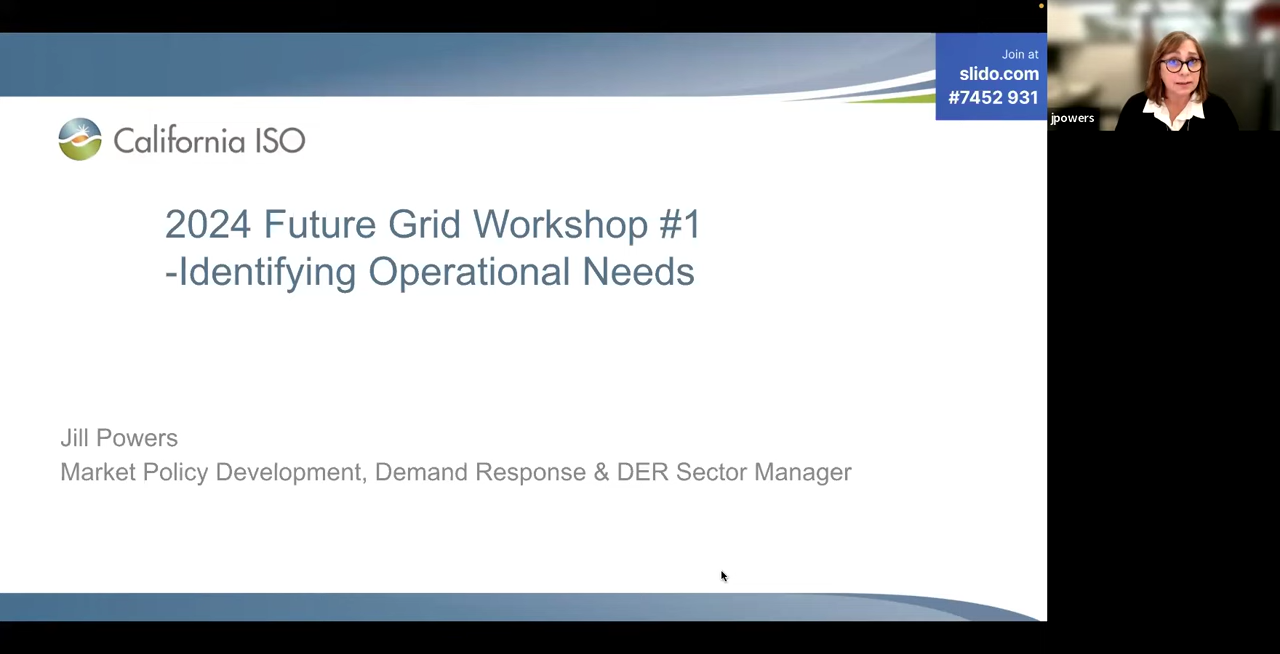 Join at
slido.com
#7452 931
jpowers
California ISO
2024 Future Grid Workshop #1
-Identifying Operational Needs
Jill Powers
Market Policy Development, Demand Response & DER Sector Manager